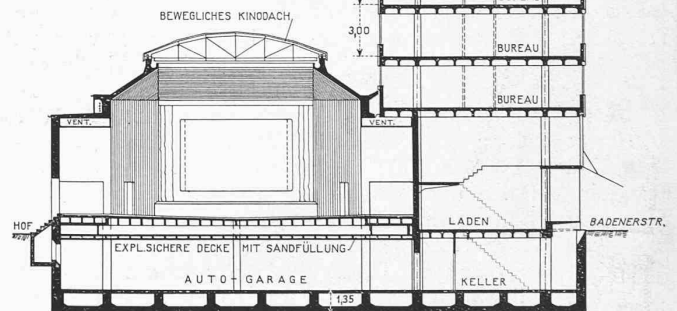 BEWEGLICHES KINODACH
3,00
BUREAU
BUREAU
VENT.
VENT.
HOF
LADEN
BADENERSTR.
EXPL.SICHERE DECKE MIT SANDFÜLLUNG
AUTO-GARAGE
KELLER
1,35